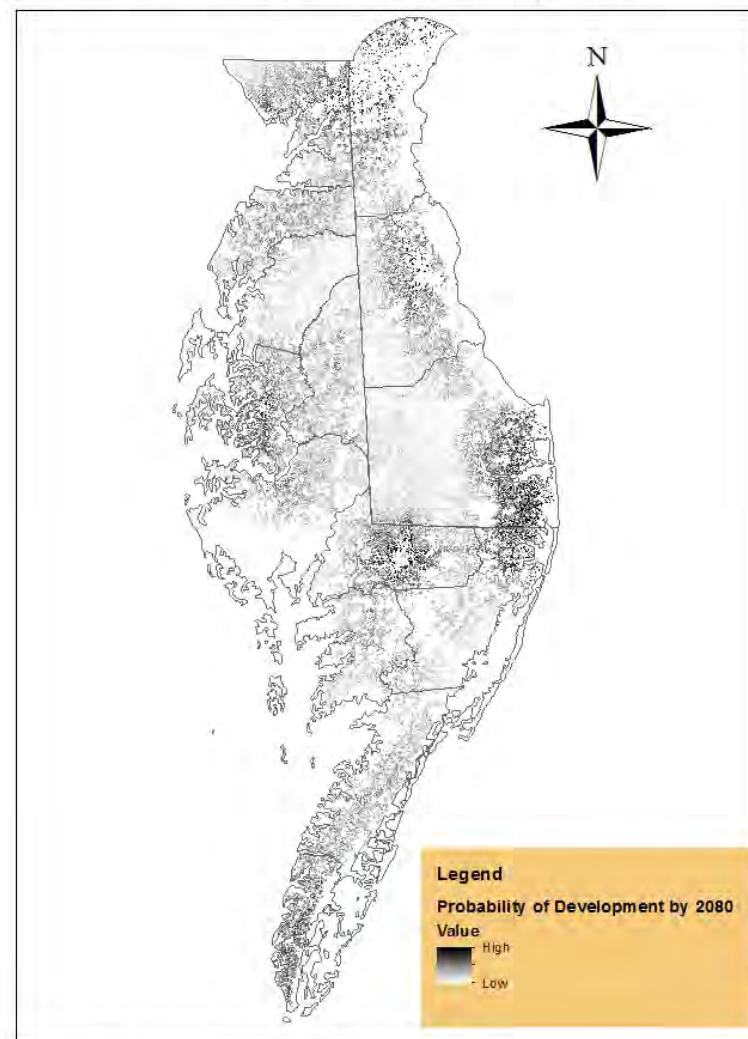 N
Legend
Probability of Development by 2080
Value
High
Low